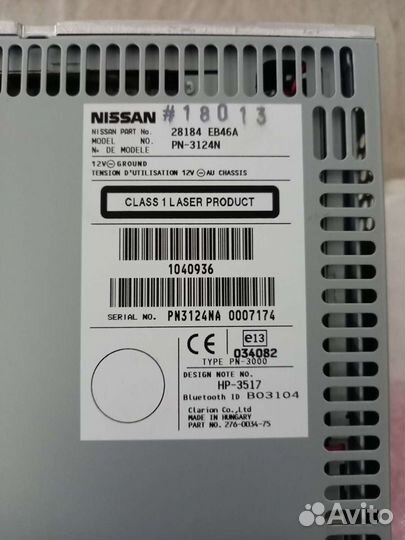 NISSAN #18013
NISSAN PART No. 28184 EB46A
MODEL NO. PN-3124N
No. DE MODELE
12V⊖GROUND
TENSION D'UTILISATION 12V ⊖AU CHASSIS
CLASS 1 LASER PRODUCT
1040936
SERIAL NO. PN3124NA 0007174
CE e13
034082
TYPE PN-3000
DESIGN NOTE NO.
HP-3517
Bluetooth ID B03104
Clarion Co.,Ltd
MADE IN HUNGARY
PART NO. 276-0034-75
Avito